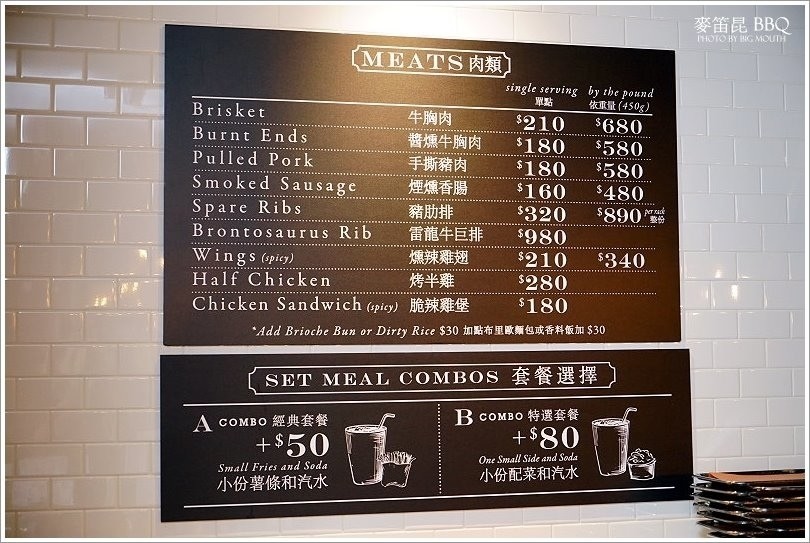 麥笛昆 BBQ
PHOTO BY BIG MOUTH
MEATS 肉類
single serving by the pound
單點 依重量 (450g)
Brisket 牛胸肉 $210 $680
Burnt Ends 醬燻牛胸肉 $180 $580
Pulled Pork 手撕豬肉 $180 $580
Smoked Sausage 煙燻香腸 $160 $480
Spare Ribs 豬肋排 $320 $890 per rack 整份
Brontosaurus Rib 雷龍牛巨排 $980
Wings (spicy) 燻辣雞翅 $210 $340
Half Chicken 烤半雞 $280
Chicken Sandwich (spicy) 脆辣雞堡 $180
*Add Brioche Bun or Dirty Rice $30 加點布里歐麵包或香料飯加 $30
SET MEAL COMBOS 套餐選擇
A COMBO 經典套餐
+$50
Small Fries and Soda
小份薯條和汽水
B COMBO 特選套餐
+$80
One Small Side and Soda
小份配菜和汽水